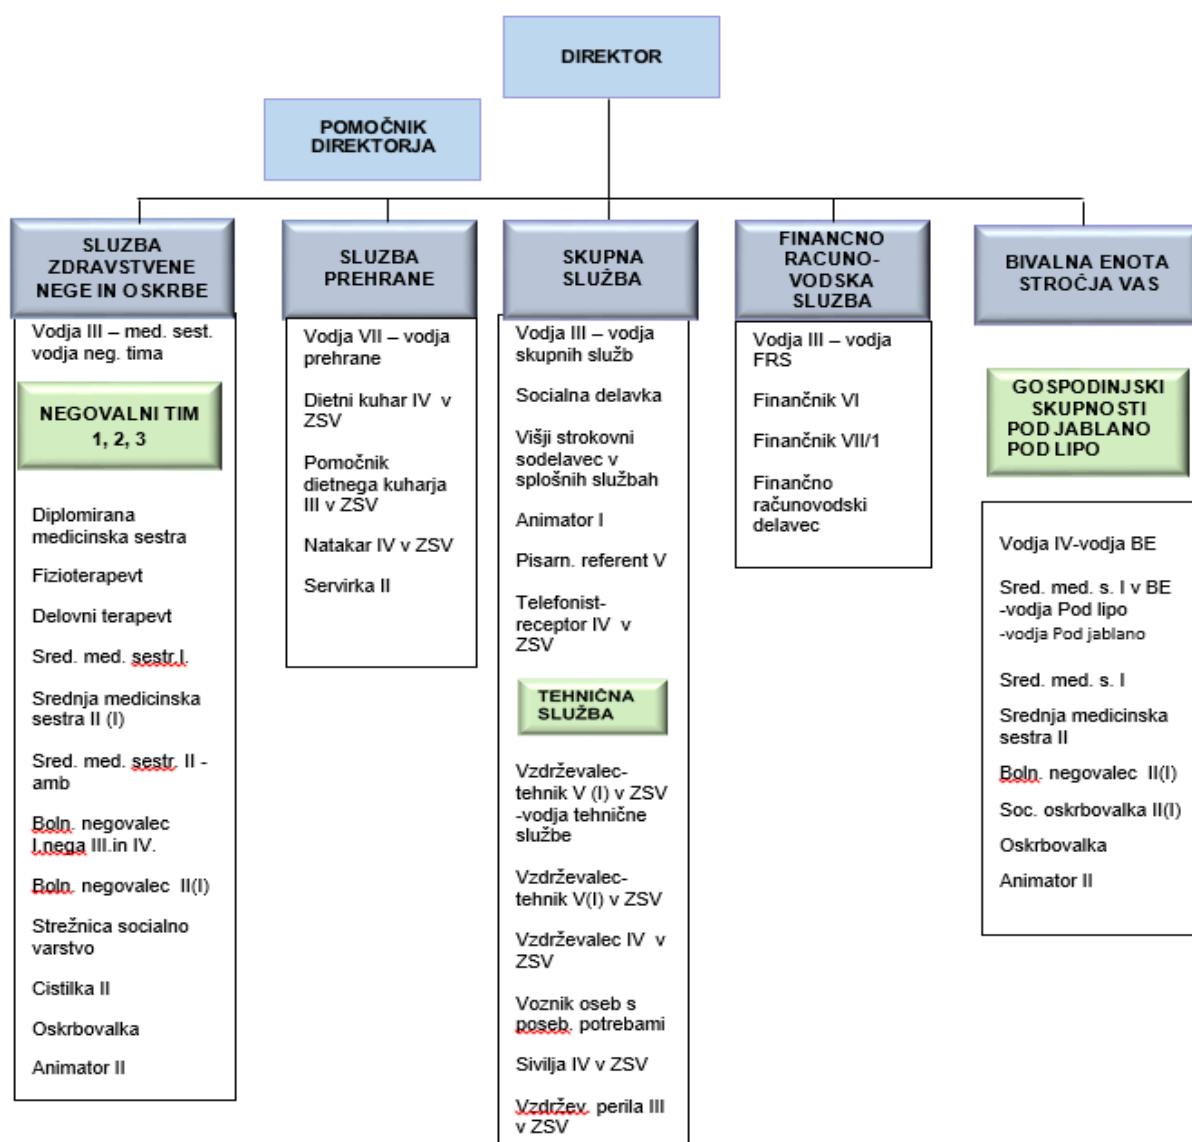 DIREKTOR
POMOČNIK
DIREKTORJA
SLUZBA
ZDRAVSTVENE
NEGE IN OSKRBE
Vodja III – med. sest.
vodja neg. tima
NEGOVALNI TIM
1, 2, 3
Diplomirana
medicinska sestra
Fizioterapevt
Delovni terapevt
Sred. med. sestr.I.
Srednja medicinska
sestra II (I)
Sred. med. sestr. II -
amb
Boln. negovalec
I.nega III.in IV.
Boln. negovalec II(I)
Strežnica socialno
varstvo
Cistilka II
Oskrbovalka
Animator II
SLUZBA
PREHRANE
Vodja VII – vodja
prehrane
Dietni kuhar IV v
ZSV
Pomočnik
dietnega kuharja
III v ZSV
Natakar IV v ZSV
Servirka II
SKUPNA
SLUŽBA
Vodja III – vodja
skupnih služb
Socialna delavka
Višji strokovni
sodelavec v
splošnih službah
Animator I
Pisarn. referent V
Telefonist-
receptor IV v
ZSV
TEHNIČNA
SLUŽBA
Vzdrževalec-
tehnik V (I) v ZSV
-vodja tehnične
službe
Vzdrževalec-
tehnik V(I) v ZSV
Vzdrževalec IV v
ZSV
Voznik oseb s
poseb. potrebami
Sivilja IV v ZSV
Vzdržev. perila III
v ZSV
FINANCNO
RACUNO-
VODSKA
SLUZBA
Vodja III – vodja
FRS
Finančnik VI
Finančnik VII/1
Finančno
računovodski
delavec
BIVALNA ENOTA
STROČJA VAS
GOSPODINJSKI
SKUPNOSTI
POD JABLANO
POD LIPO
Vodja IV-vodja BE
Sred. med. s. I v BE
-vodja Pod lipo
-vodja Pod jablano
Sred. med. s. I
Srednja medicinska
sestra II
Boln. negovalec II(I)
Soc. oskrbovalka II(I)
Oskrbovalka
Animator II